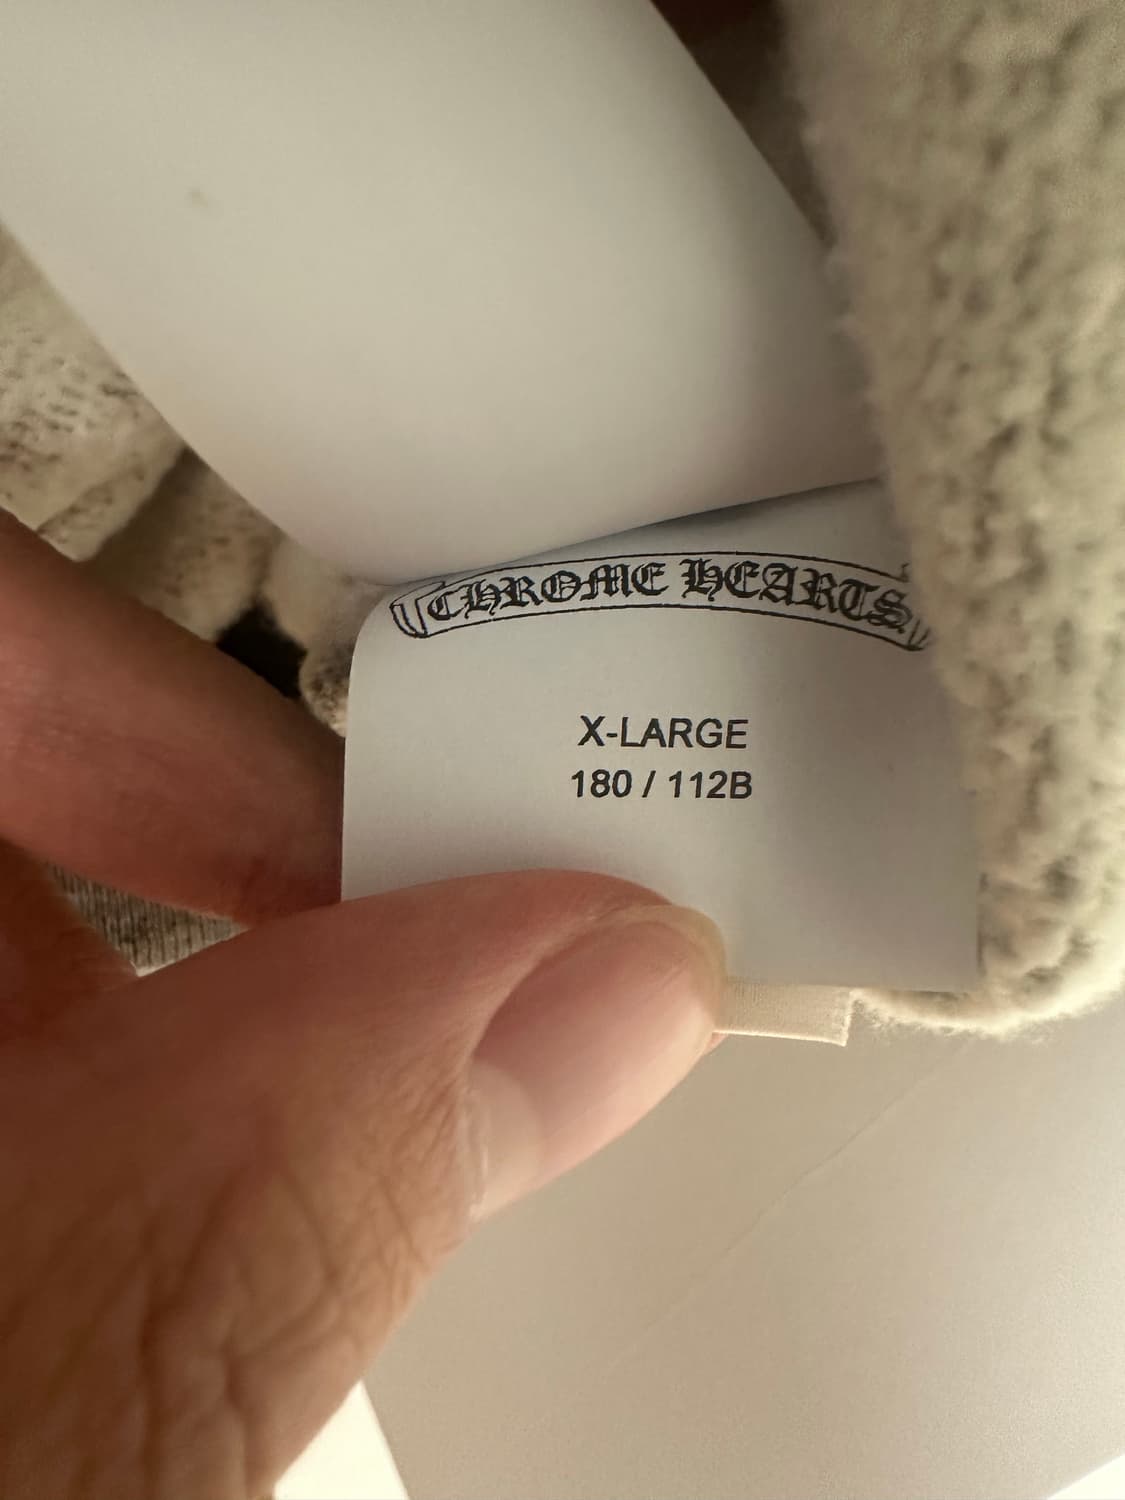 CHROME HEARTS
X-LARGE
180 / 112B